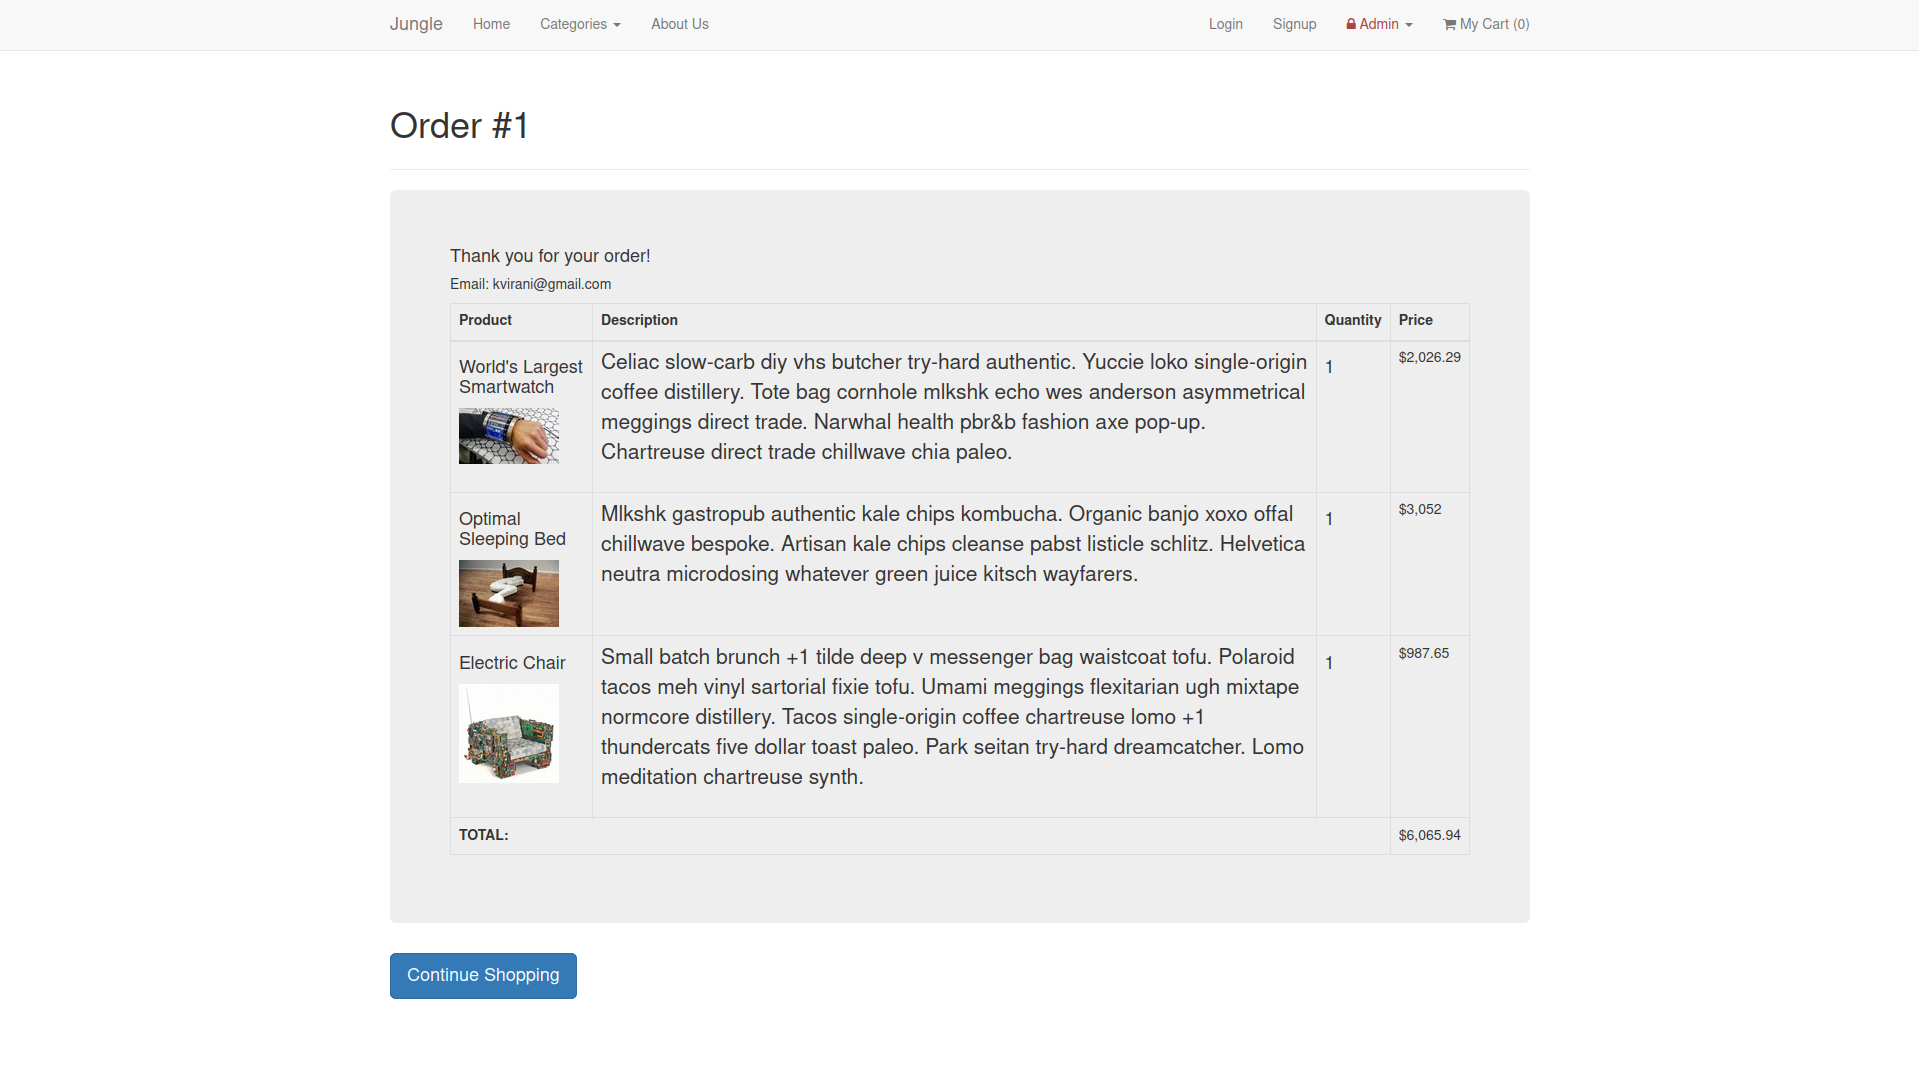 Jungle Home Categories About Us Login Signup Admin My Cart (0)
Order #1
Thank you for your order!
Email: kvirani@gmail.com
Product Description Quantity Price
World's Largest
Smartwatch
Celiac slow-carb diy vhs butcher try-hard authentic. Yuccie loko single-origin
coffee distillery. Tote bag cornhole mlkshk echo wes anderson asymmetrical
meggings direct trade. Narwhal health pbr&b fashion axe pop-up.
Chartreuse direct trade chillwave chia paleo.
1
$2,026.29
Optimal
Sleeping Bed
Mlkshk gastropub authentic kale chips kombucha. Organic banjo xoxo offal
chillwave bespoke. Artisan kale chips cleanse pabst listicle schlitz. Helvetica
neutra microdosing whatever green juice kitsch wayfarers.
1
$3,052
Electric Chair
Small batch brunch +1 tilde deep v messenger bag waistcoat tofu. Polaroid
tacos meh vinyl sartorial fixie tofu. Umami meggings flexitarian ugh mixtape
normcore distillery. Tacos single-origin coffee chartreuse lomo +1
thundercats five dollar toast paleo. Park seitan try-hard dreamcatcher. Lomo
meditation chartreuse synth.
1
$987.65
TOTAL: $6,065.94
Continue Shopping